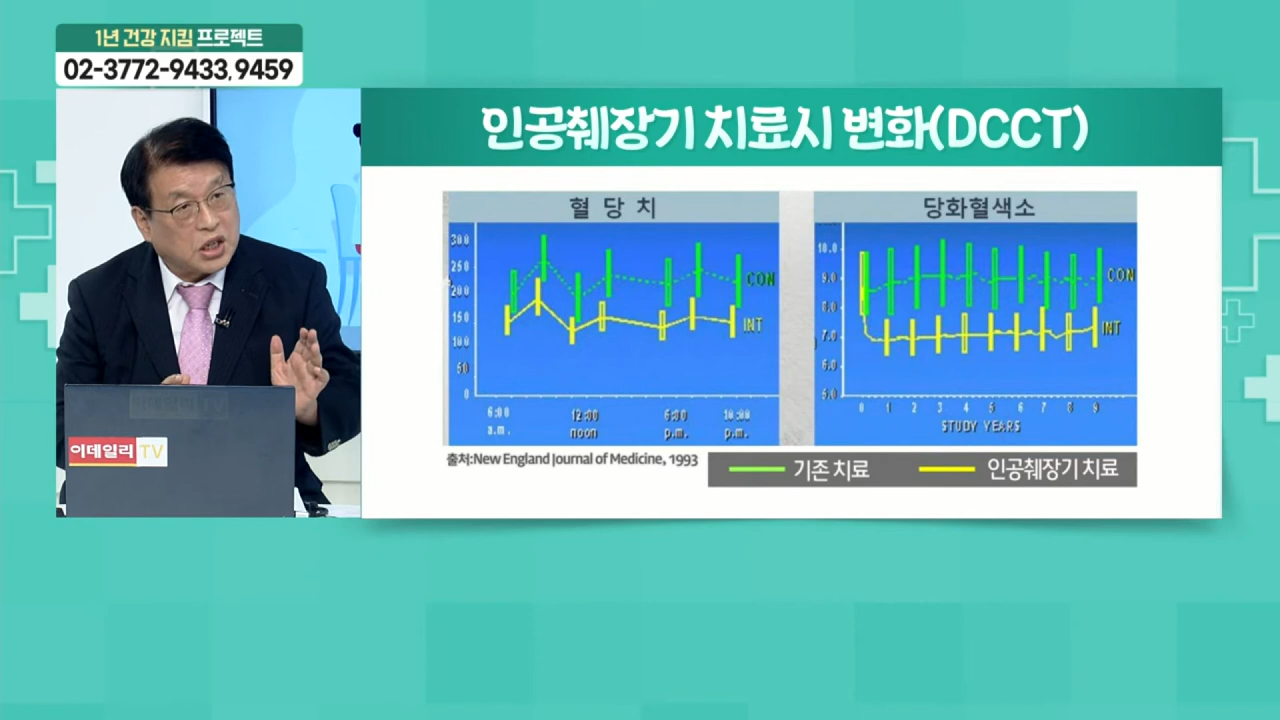 1년 건강 지킴 프로젝트
02-3772-9433, 9459
인공췌장기 치료시 변화(DCCT)
혈 당 치
300
250
200
150
100
50
0
CON
INT
6:00 a.m.
12:00 noon
6:00 p.m.
10:00 p.m.
당화혈색소
10.0
9.0
8.0
7.0
6.0
5.0
CON
INT
0 1 2 3 4 5 6 7 8 9
STUDY YEARS
출처:New England Journal of Medicine, 1993
기존 치료
인공췌장기 치료
이데일리 TV